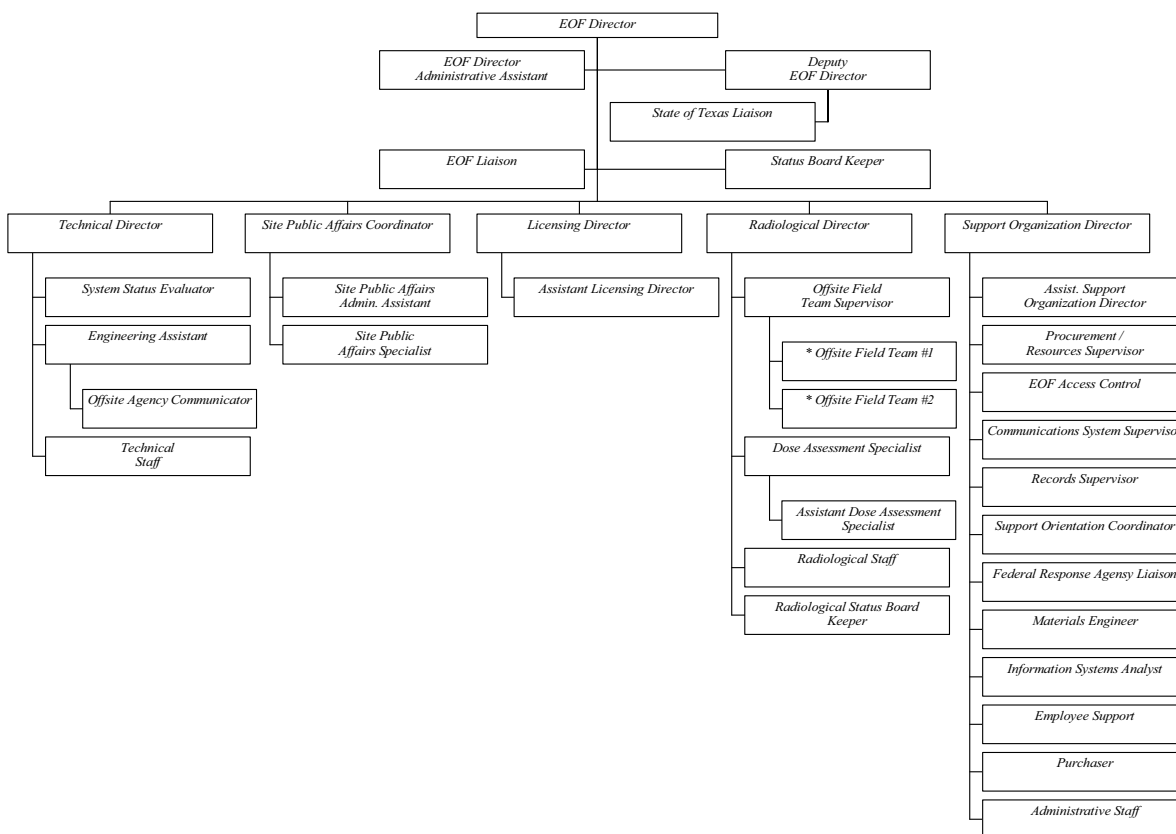 EOF Director
EOF Director
Administrative Assistant
Deputy
EOF Director
State of Texas Liaison
EOF Liaison
Status Board Keeper
Technical Director
Site Public Affairs Coordinator
Licensing Director
Radiological Director
Support Organization Director
System Status Evaluator
Engineering Assistant
Offsite Agency Communicator
Technical
Staff
Site Public Affairs
Admin. Assistant
Site Public
Affairs Specialist
Assistant Licensing Director
Offsite Field
Team Supervisor
* Offsite Field Team #1
* Offsite Field Team #2
Dose Assessment Specialist
Assistant Dose Assessment
Specialist
Radiological Staff
Radiological Status Board
Keeper
Assist. Support
Organization Director
Procurement /
Resources Supervisor
EOF Access Control
Communications System Superviso
Records Supervisor
Support Orientation Coordinator
Federal Response Agensy Liaison
Materials Engineer
Information Systems Analyst
Employee Support
Purchaser
Administrative Staff